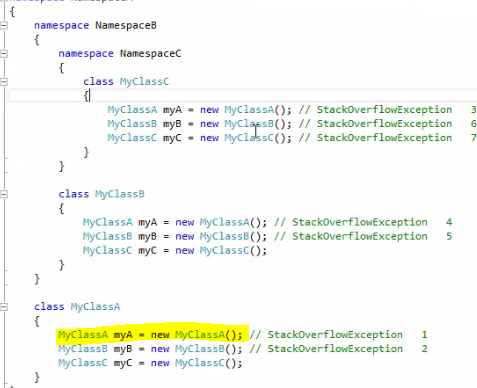 {
namespace NamespaceB
{
namespace NamespaceC
{
class MyClassC
{
MyClassA myA = new MyClassA(); // StackOverflowException 3
MyClassB myB = new MyClassB(); // StackOverflowException 6
MyClassC myC = new MyClassC(); // StackOverflowException 7
}
}
class MyClassB
{
MyClassA myA = new MyClassA(); // StackOverflowException 4
MyClassB myB = new MyClassB(); // StackOverflowException 5
MyClassC myC = new MyClassC();
}
}
class MyClassA
{
MyClassA myA = new MyClassA(); // StackOverflowException 1
MyClassB myB = new MyClassB(); // StackOverflowException 2
MyClassC myC = new MyClassC();
}